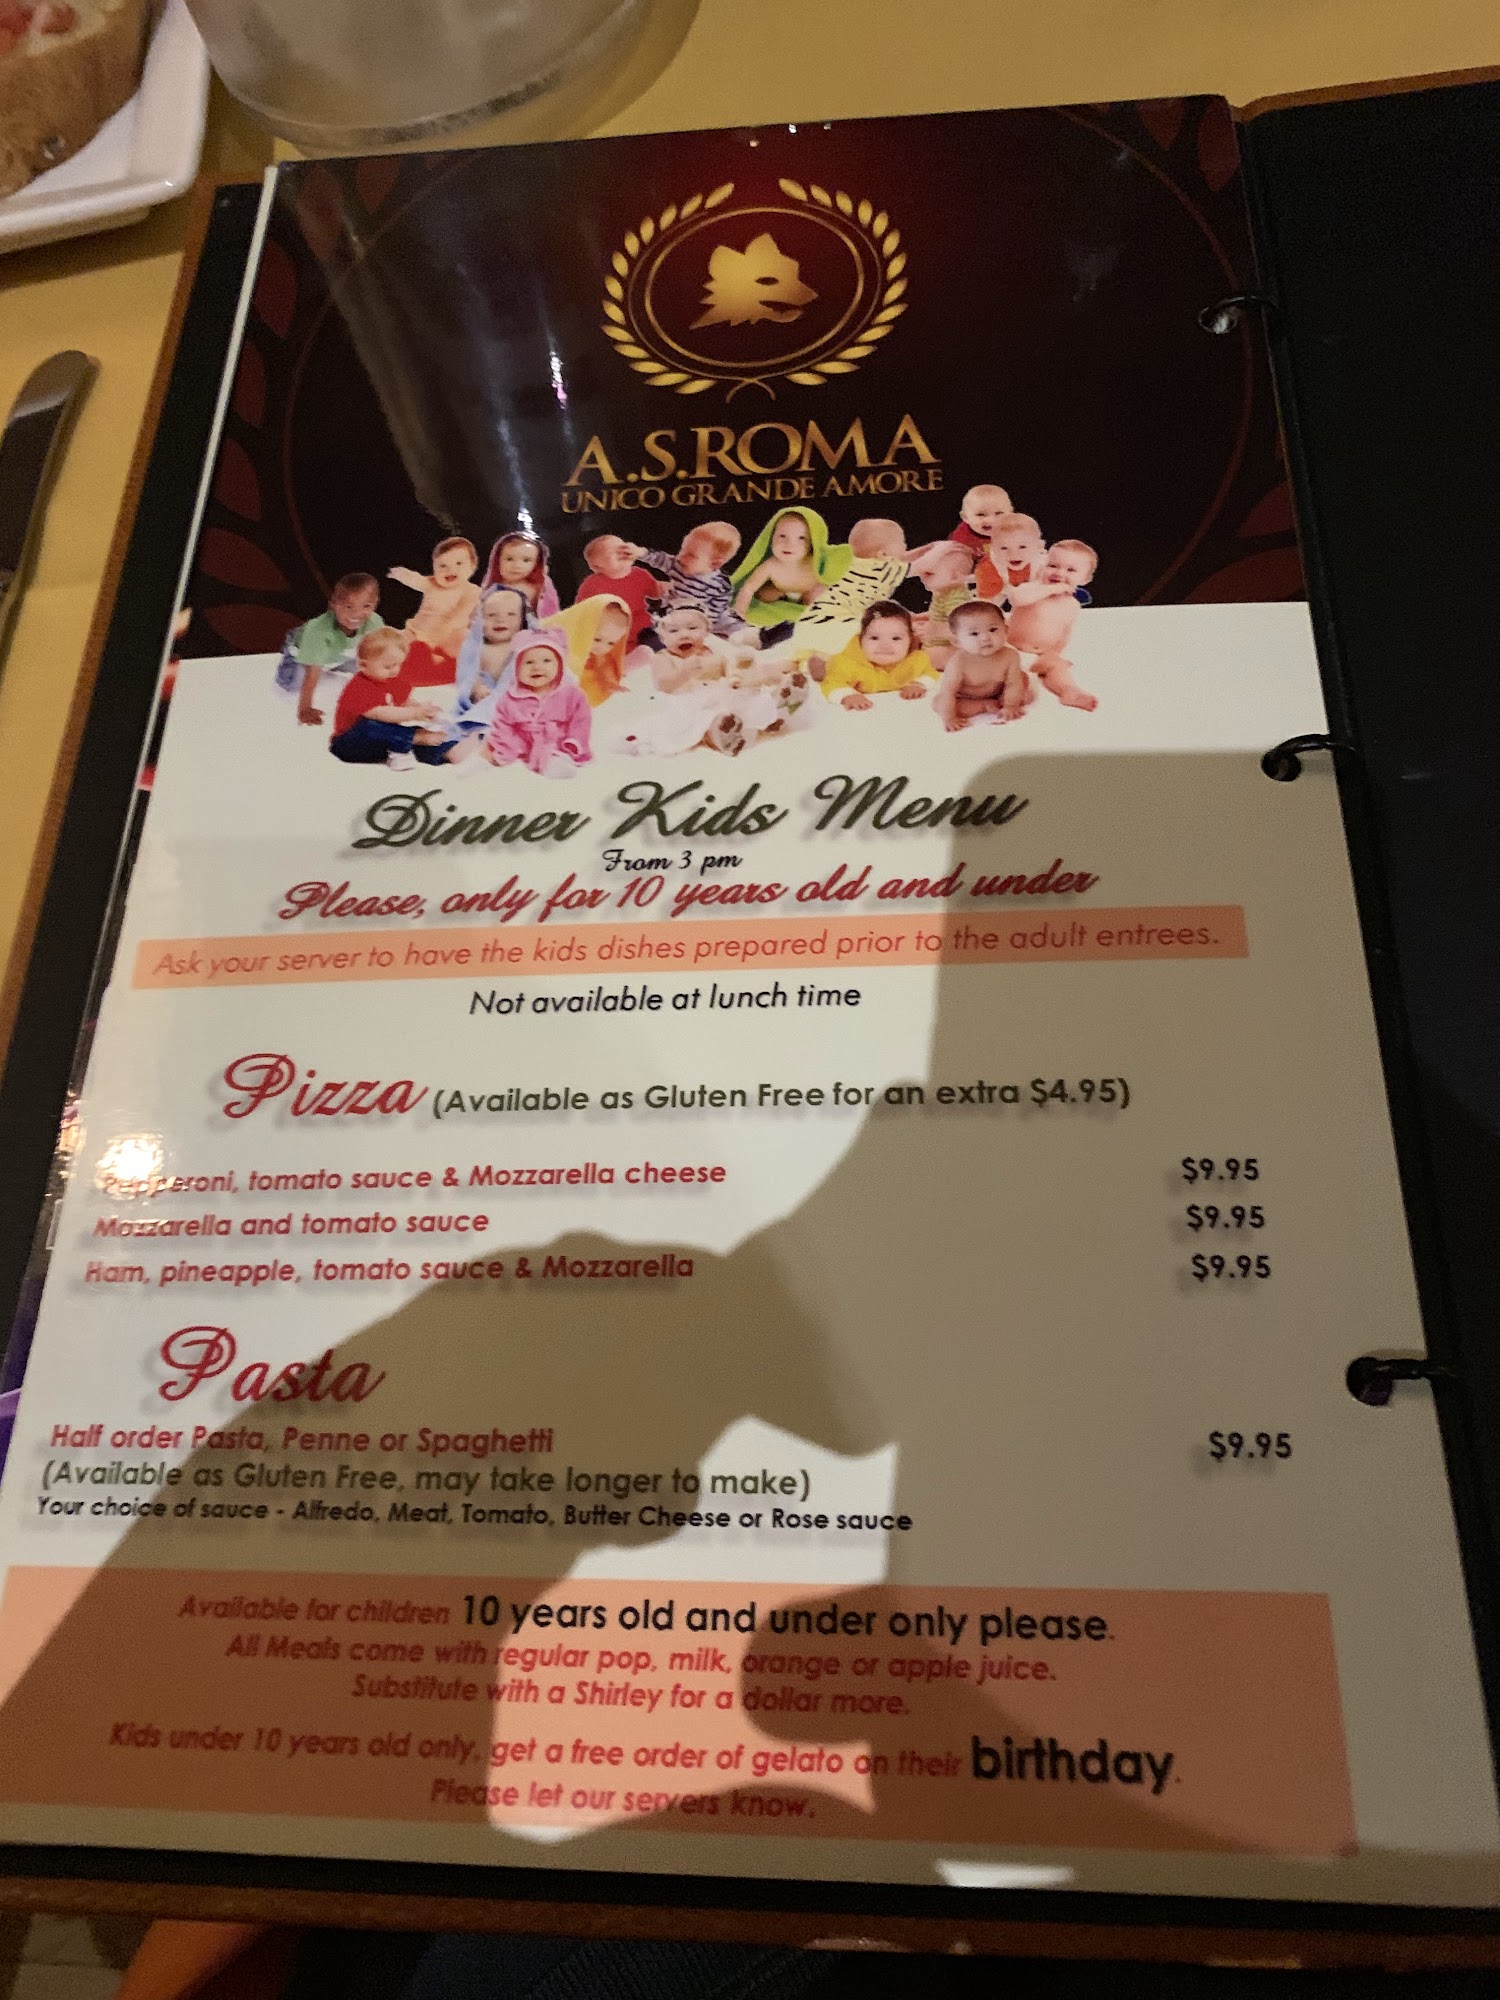 A.S.ROMA
UNICO GRANDE AMORE
Dinner Kids Menu
From 3 pm
Please, only for 10 years old and under
Ask your server to have the kids dishes prepared prior to the adult entrees.
Not available at lunch time
Pizza (Available as Gluten Free for an extra $4.95)
Pepperoni, tomato sauce & Mozzarella cheese $9.95
Mozzarella and tomato sauce $9.95
Ham, pineapple, tomato sauce & Mozzarella $9.95
Pasta
Half order Pasta, Penne or Spaghetti $9.95
(Available as Gluten Free, may take longer to make)
Your choice of sauce - Alfredo, Meat, Tomato, Butter Cheese or Rose sauce
Available for children 10 years old and under only please.
All Meals come with regular pop, milk, orange or apple juice.
Substitute with a Shirley for a dollar more.
Kids under 10 years old only, get a free order of gelato on their birthday.
Please let our servers know.